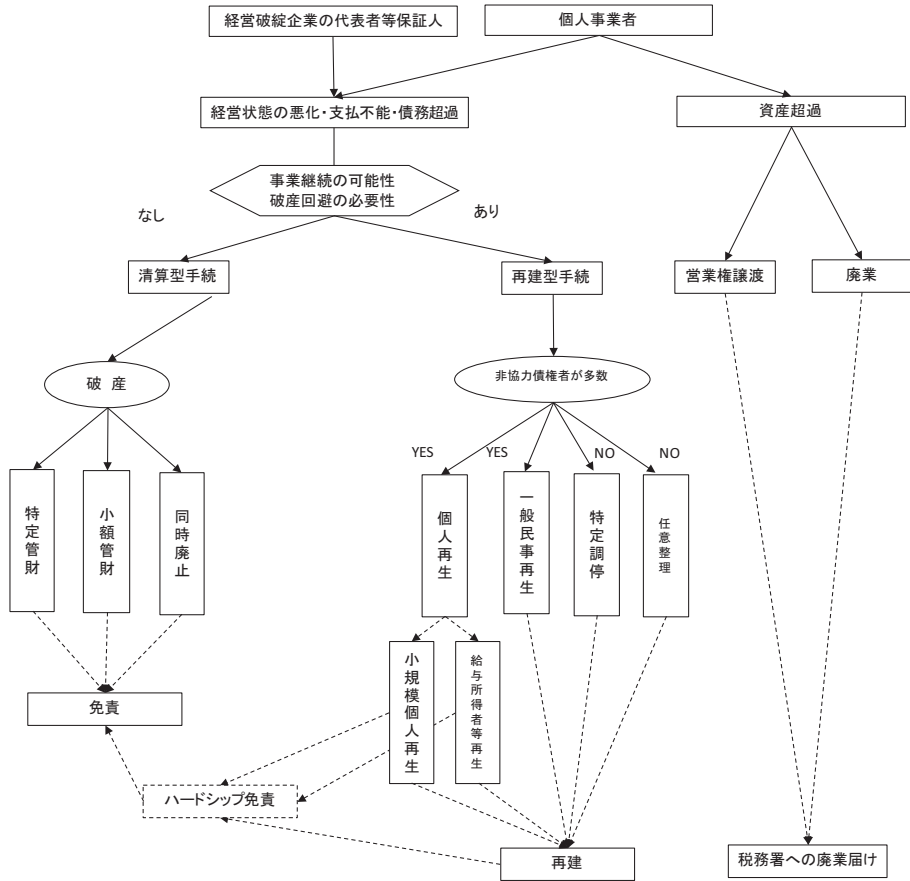 経営破綻企業の代表者等保証人
個人事業者
経営状態の悪化・支払不能・債務超過
資産超過
事業継続の可能性
破産回避の必要性
なし
あり
清算型手続
再建型手続
営業権譲渡
廃業
破 産
非協力債権者が多数
YES
YES
NO
NO
特定管財
小額管財
同時廃止
個人再生
一般民事再生
特定調停
任意整理
小規模個人再生
給与所得者等再生
免責
ハードシップ免責
再建
税務署への廃業届け